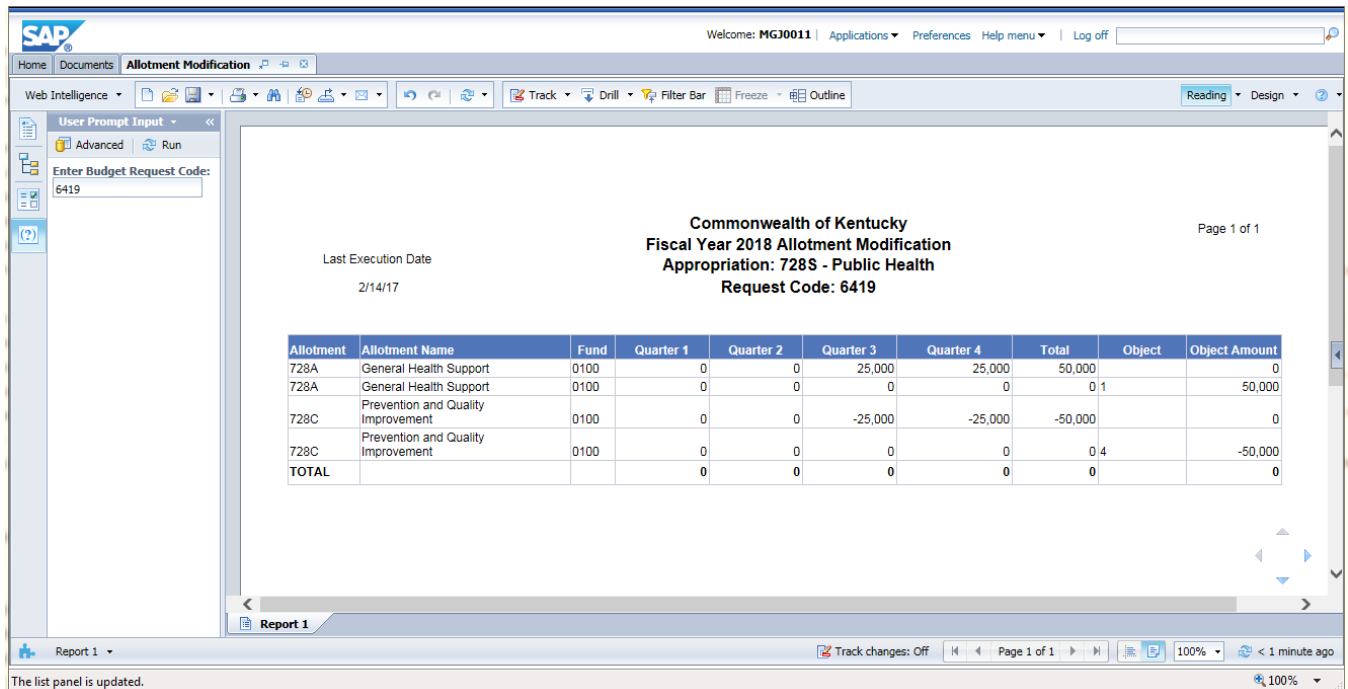 SAP®
Welcome: MGJ0011 | Applications Preferences Help menu | Log off
Home Documents Allotment Modification
Web Intelligence Track Drill Filter Bar Freeze Outline Reading Design
User Prompt Input «
Advanced Run
Enter Budget Request Code:
6419
Commonwealth of Kentucky
Page 1 of 1
Fiscal Year 2018 Allotment Modification
Last Execution Date
Appropriation: 728S - Public Health
2/14/17
Request Code: 6419
Allotment Allotment Name Fund Quarter 1 Quarter 2 Quarter 3 Quarter 4 Total Object Object Amount
728A General Health Support 0100 0 0 25,000 25,000 50,000 0
728A General Health Support 0100 0 0 0 0 0 1 50,000
Prevention and Quality
728C Improvement 0100 0 0 -25,000 -25,000 -50,000 0
Prevention and Quality
728C Improvement 0100 0 0 0 0 0 4 -50,000
TOTAL 0 0 0 0 0 0
Report 1
Report 1 Track changes: Off Page 1 of 1 100% < 1 minute ago
The list panel is updated. 100%